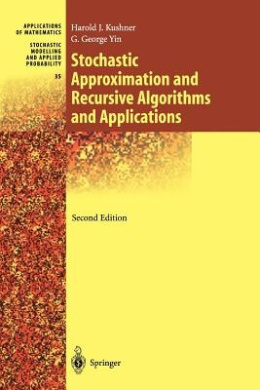 APPLICATIONS
OF MATHEMATICS
STOCHASTIC
MODELLING
AND APPLIED
PROBABILITY
35
Harold J. Kushner
G. George Yin
Stochastic
Approximation and
Recursive Algorithms
and Applications
Second Edition
Springer